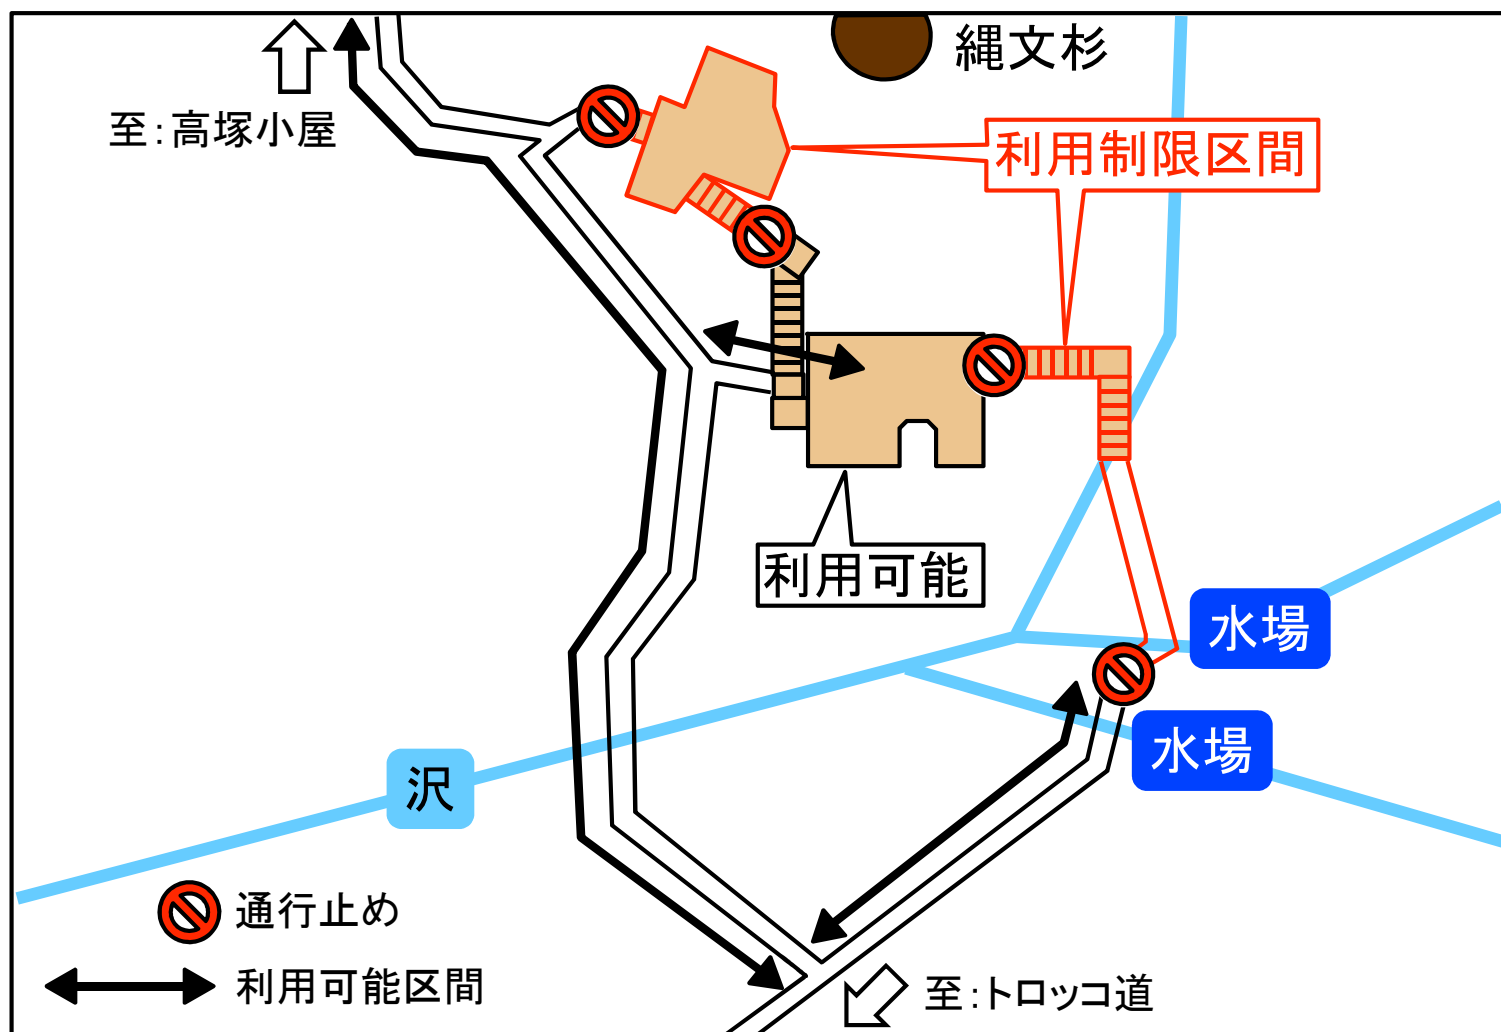 縄文杉
至：高塚小屋
利用制限区間
利用可能
水場
水場
沢
通行止め
利用可能区間
至：トロッコ道